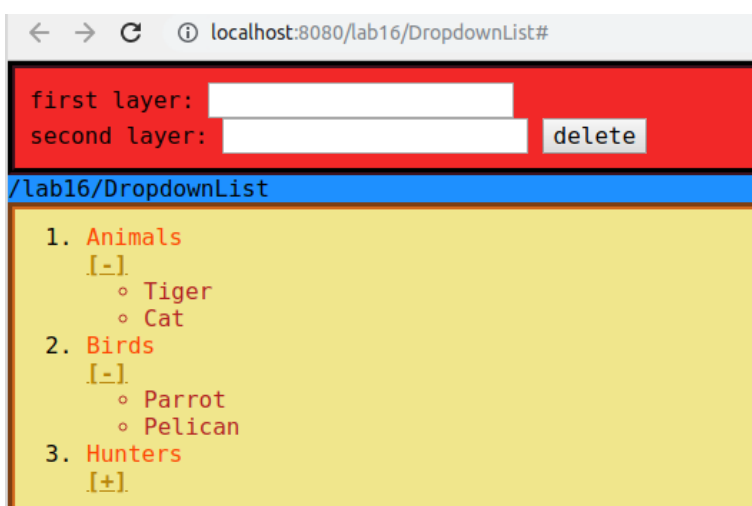 localhost:8080/lab16/DropdownList#
first layer:
second layer: delete
/lab16/DropdownList
1. Animals
[-]
◦ Tiger
◦ Cat
2. Birds
[-]
◦ Parrot
◦ Pelican
3. Hunters
[+]